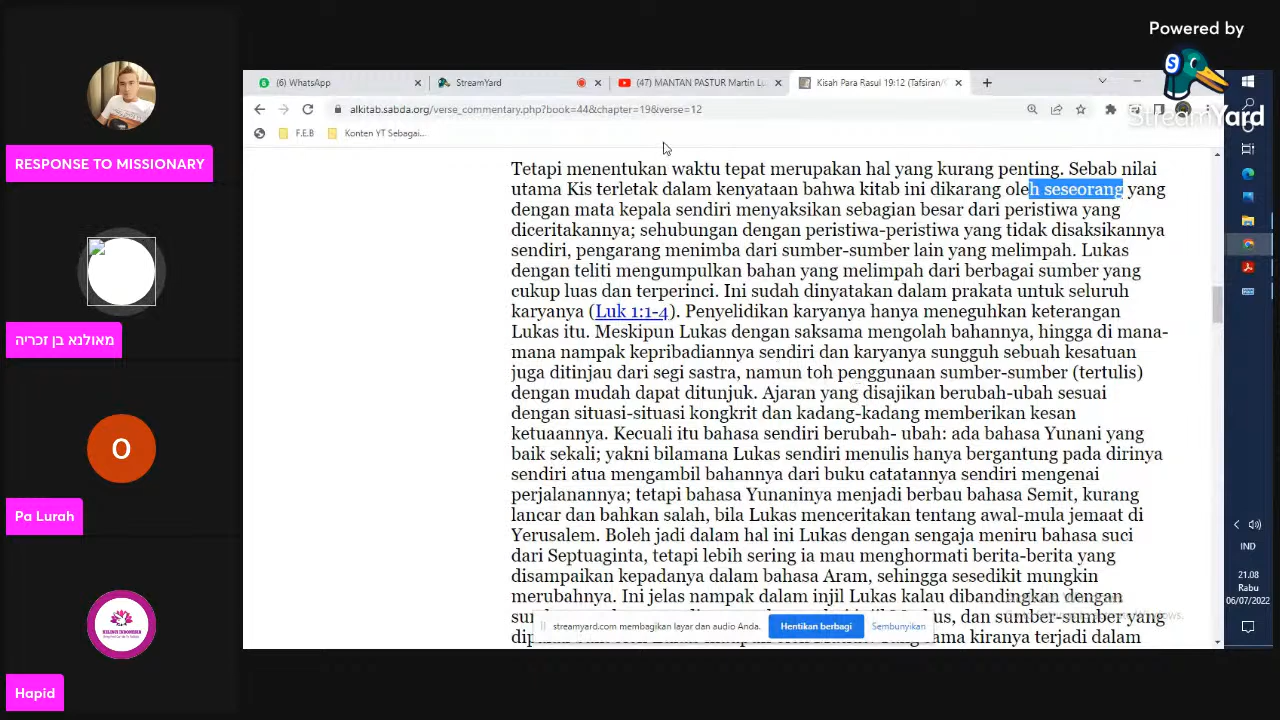 Powered by
StreamYard
RESPONSE TO MISSIONARY
מאולנא בן זכריה
O
Pa Lurah
Hapid
(6) WhatsApp
StreamYard
(47) MANTAN PASTUR Martin Lu
Kisah Para Rasul 19:12 (Tafsiran/
alkitab.sabda.org/verse_commentary.php?book=44&chapter=19&verse=12
F.E.B
Konten YT Sebagai...
Tetapi menentukan waktu tepat merupakan hal yang kurang penting. Sebab nilai
utama Kis terletak dalam kenyataan bahwa kitab ini dikarang oleh seseorang yang
dengan mata kepala sendiri menyaksikan sebagian besar dari peristiwa yang
diceritakannya; sehubungan dengan peristiwa-peristiwa yang tidak disaksikannya
sendiri, pengarang menimba dari sumber-sumber lain yang melimpah. Lukas
dengan teliti mengumpulkan bahan yang melimpah dari berbagai sumber yang
cukup luas dan terperinci. Ini sudah dinyatakan dalam prakata untuk seluruh
karyanya (Luk 1:1-4). Penyelidikan karyanya hanya meneguhkan keterangan
Lukas itu. Meskipun Lukas dengan saksama mengolah bahannya, hingga di mana-
mana nampak kepribadiannya sendiri dan karyanya sungguh sebuah kesatuan
juga ditinjau dari segi sastra, namun toh penggunaan sumber-sumber (tertulis)
dengan mudah dapat ditunjuk. Ajaran yang disajikan berubah-ubah sesuai
dengan situasi-situasi kongkrit dan kadang-kadang memberikan kesan
ketuaannya. Kecuali itu bahasa sendiri berubah- ubah: ada bahasa Yunani yang
baik sekali; yakni bilamana Lukas sendiri menulis hanya bergantung pada dirinya
sendiri atua mengambil bahannya dari buku catatannya sendiri mengenai
perjalanannya; tetapi bahasa Yunaninya menjadi berbau bahasa Semit, kurang
lancar dan bahkan salah, bila Lukas menceritakan tentang awal-mula jemaat di
Yerusalem. Boleh jadi dalam hal ini Lukas dengan sengaja meniru bahasa suci
dari Septuaginta, tetapi lebih sering ia mau menghormati berita-berita yang
disampaikan kepadanya dalam bahasa Aram, sehingga sesedikit mungkin
merubahnya. Ini jelas nampak dalam injil Lukas kalau dibandingkan dengan
dan sumber-sumber yang
kiranya terjadi dalam
streamyard.com membagikan layar dan audio Anda.
Hentikan berbagi
Sembunyikan
IND
21.08
Rabu
06/07/2022